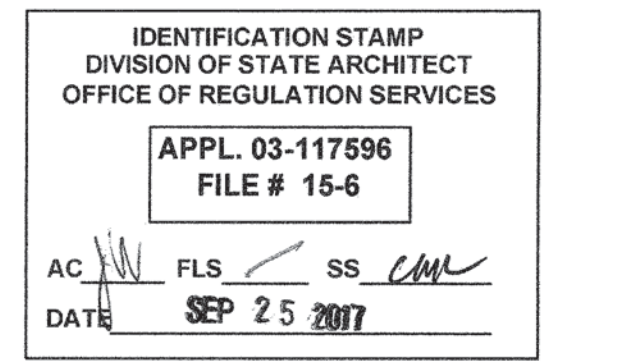 IDENTIFICATION STAMP
DIVISION OF STATE ARCHITECT
OFFICE OF REGULATION SERVICES
APPL. 03-117596
FILE # 15-6
AC FLS SS
DATE SEP 25 2017